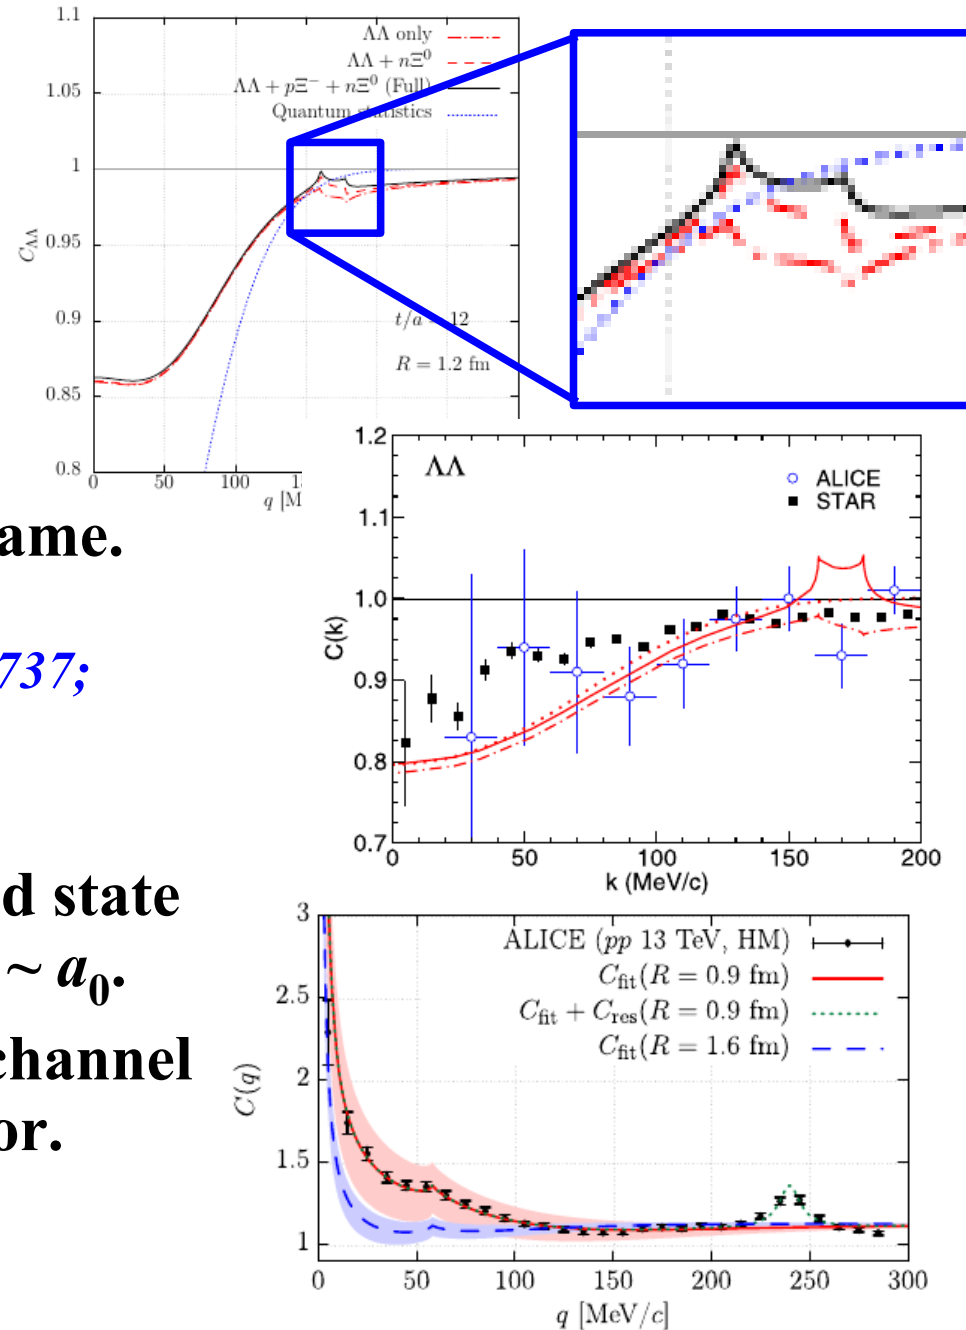 1.1
1.05
1
0.95
0.9
0.85
0.8
C_ΛΛ
ΛΛ only
ΛΛ + nΞ⁰
ΛΛ + pΞ⁻ + nΞ⁰ (Full)
Quantum statistics
t/a = 12
R = 1.2 fm
0 50 100
q [M
ame.
737;
d state
~ a₀.
channel
or.
1.2
1.1
1.0
0.9
0.8
0.7
C(k)
ΛΛ
ALICE
STAR
0 50 100 150 200
k (MeV/c)
3
2.5
2
1.5
1
C(q)
ALICE (pp 13 TeV, HM)
C_fit(R = 0.9 fm)
C_fit + C_res(R = 0.9 fm)
C_fit(R = 1.6 fm)
0 50 100 150 200 250 300
q [MeV/c]